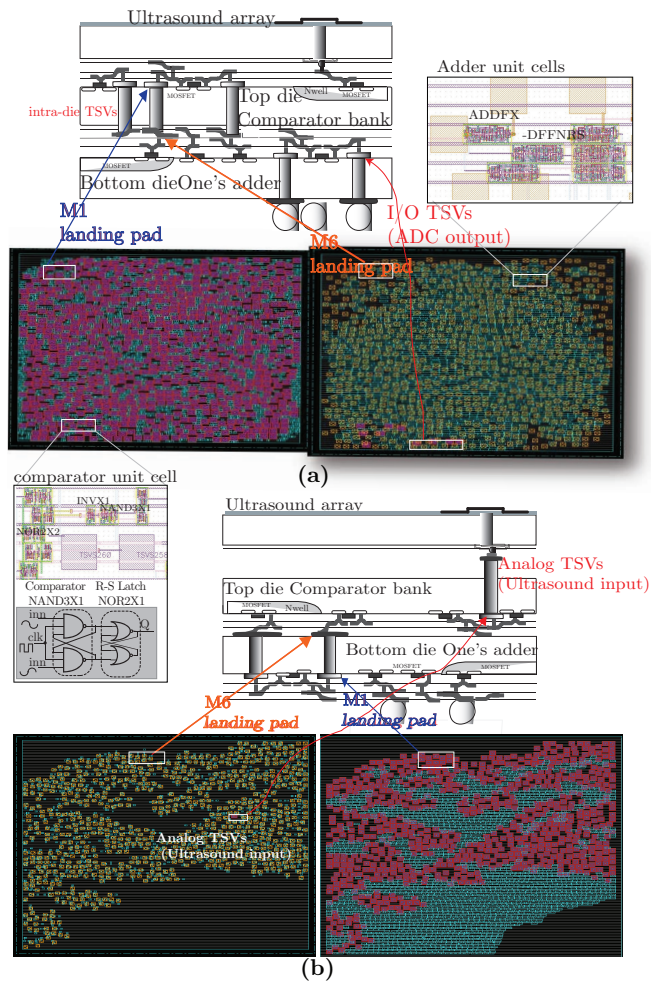 Ultrasound array
Adder unit cells
Nwell
MOSFET
MOSFET
intra-die TSVs
Top die
Comparator bank
ADDFX
-DFFNRS
MOSFET
Bottom dieOne's adder
M1
landing pad
I/O TSVs
(ADC output)
M6
landing pad
(a)
comparator unit cell
INVX1
NAND3X1
NOR2X2
TSVS260
TSVS258
Comparator
R-S Latch
NAND3X1
NOR2X1
inn
Q
clk
inn
Ultrasound array
Analog TSVs
(Ultrasound input)
Top die Comparator bank
MOSFET
Nwell
Bottom die One's adder
MOSFET
M6
landing pad
M1
landing pad
Analog TSVs
(Ultrasound input)
(b)